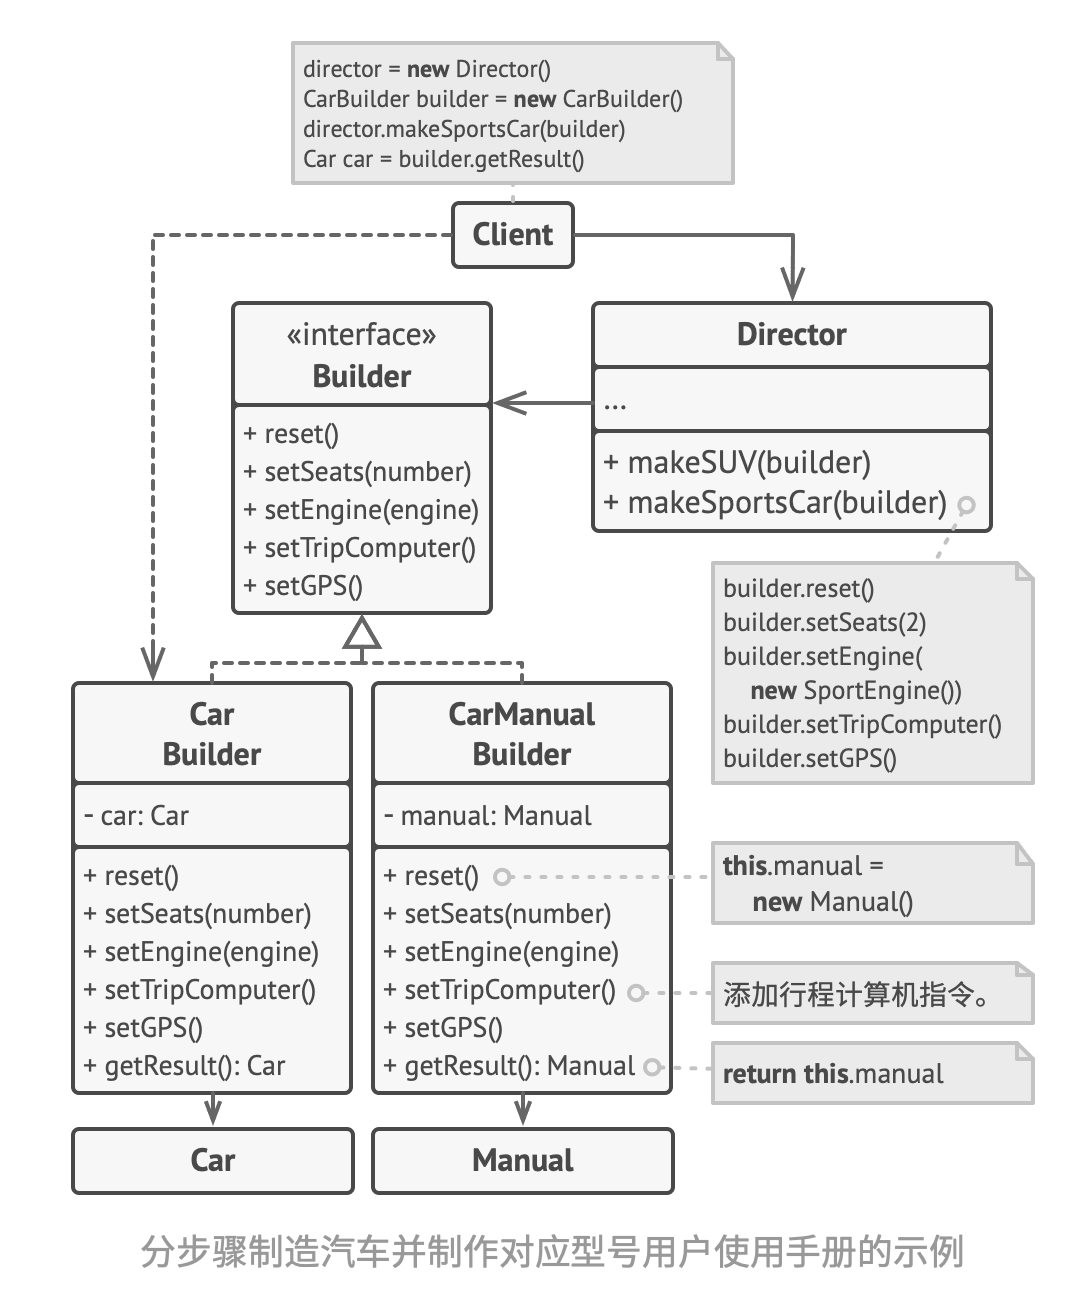 director = new Director()
CarBuilder builder = new CarBuilder()
director.makeSportsCar(builder)
Car car = builder.getResult()
Client
«interface»
Builder
+ reset()
+ setSeats(number)
+ setEngine(engine)
+ setTripComputer()
+ setGPS()
Director
...
+ makeSUV(builder)
+ makeSportsCar(builder)
builder.reset()
builder.setSeats(2)
builder.setEngine(
new SportEngine())
builder.setTripComputer()
builder.setGPS()
Car
Builder
- car: Car
+ reset()
+ setSeats(number)
+ setEngine(engine)
+ setTripComputer()
+ setGPS()
+ getResult(): Car
CarManual
Builder
- manual: Manual
+ reset()
+ setSeats(number)
+ setEngine(engine)
+ setTripComputer()
+ setGPS()
+ getResult(): Manual
this.manual =
new Manual()
添加行程计算机指令。
return this.manual
Car
Manual
分步骤制造汽车并制作对应型号用户使用手册的示例